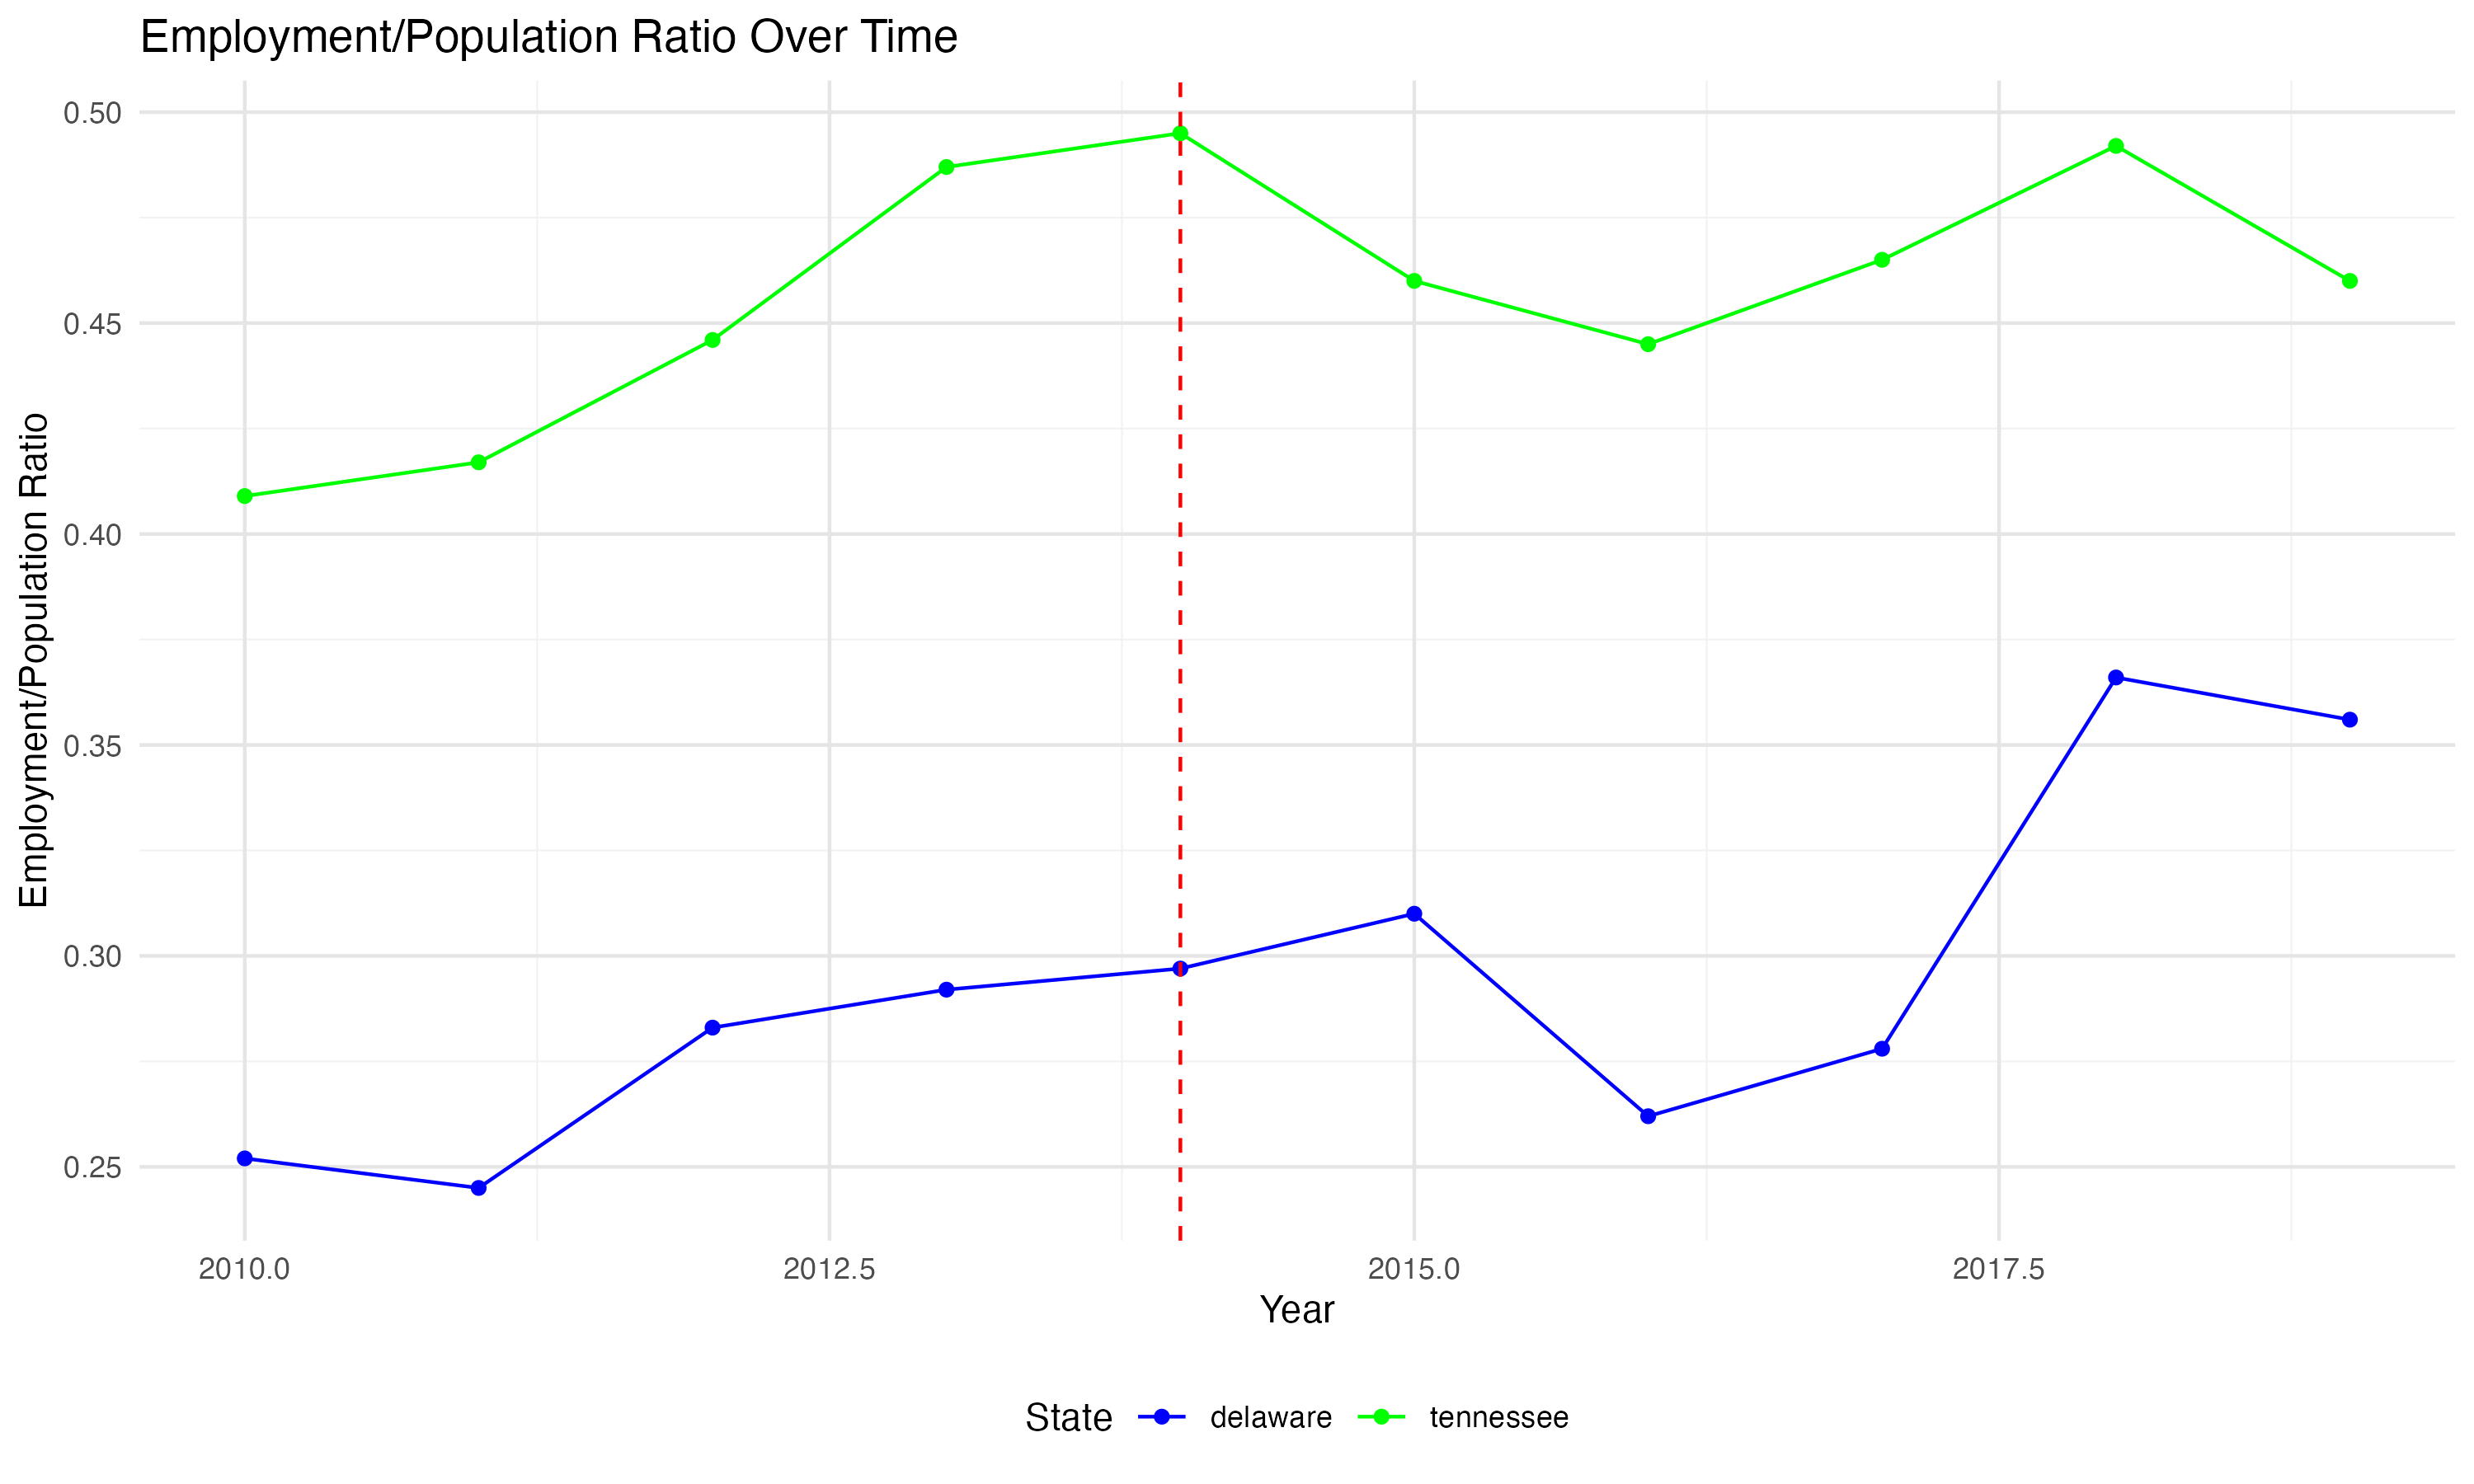 Employment/Population Ratio Over Time
Employment/Population Ratio
0.50
0.45
0.40
0.35
0.30
0.25
2010.0 2012.5 2015.0 2017.5
Year
State delaware tennessee